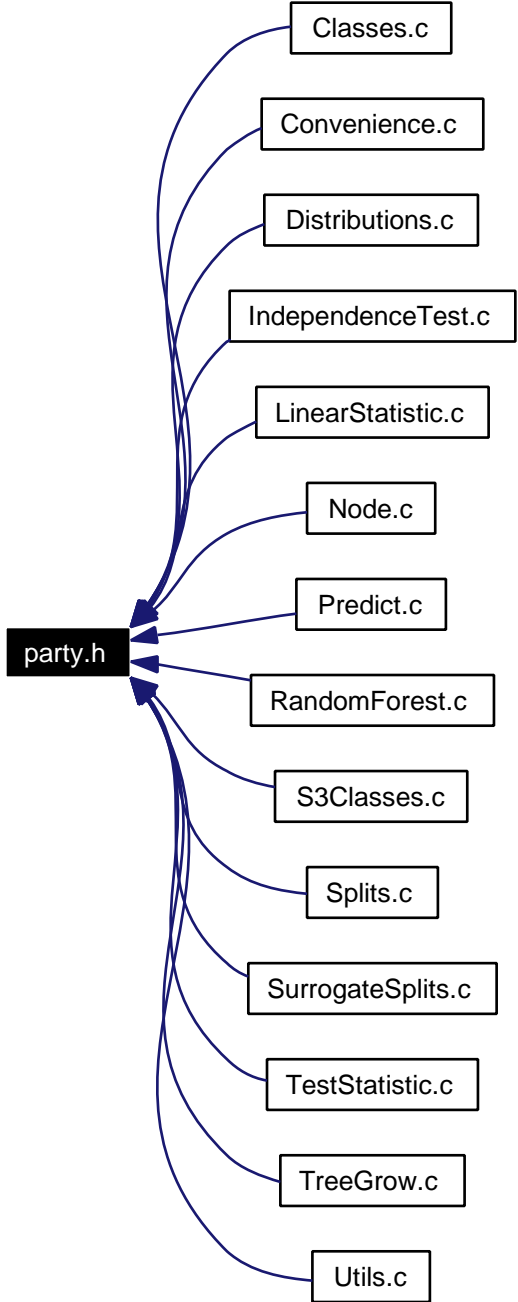 Classes.c
Convenience.c
Distributions.c
IndependenceTest.c
LinearStatistic.c
Node.c
Predict.c
party.h
RandomForest.c
S3Classes.c
Splits.c
SurrogateSplits.c
TestStatistic.c
TreeGrow.c
Utils.c